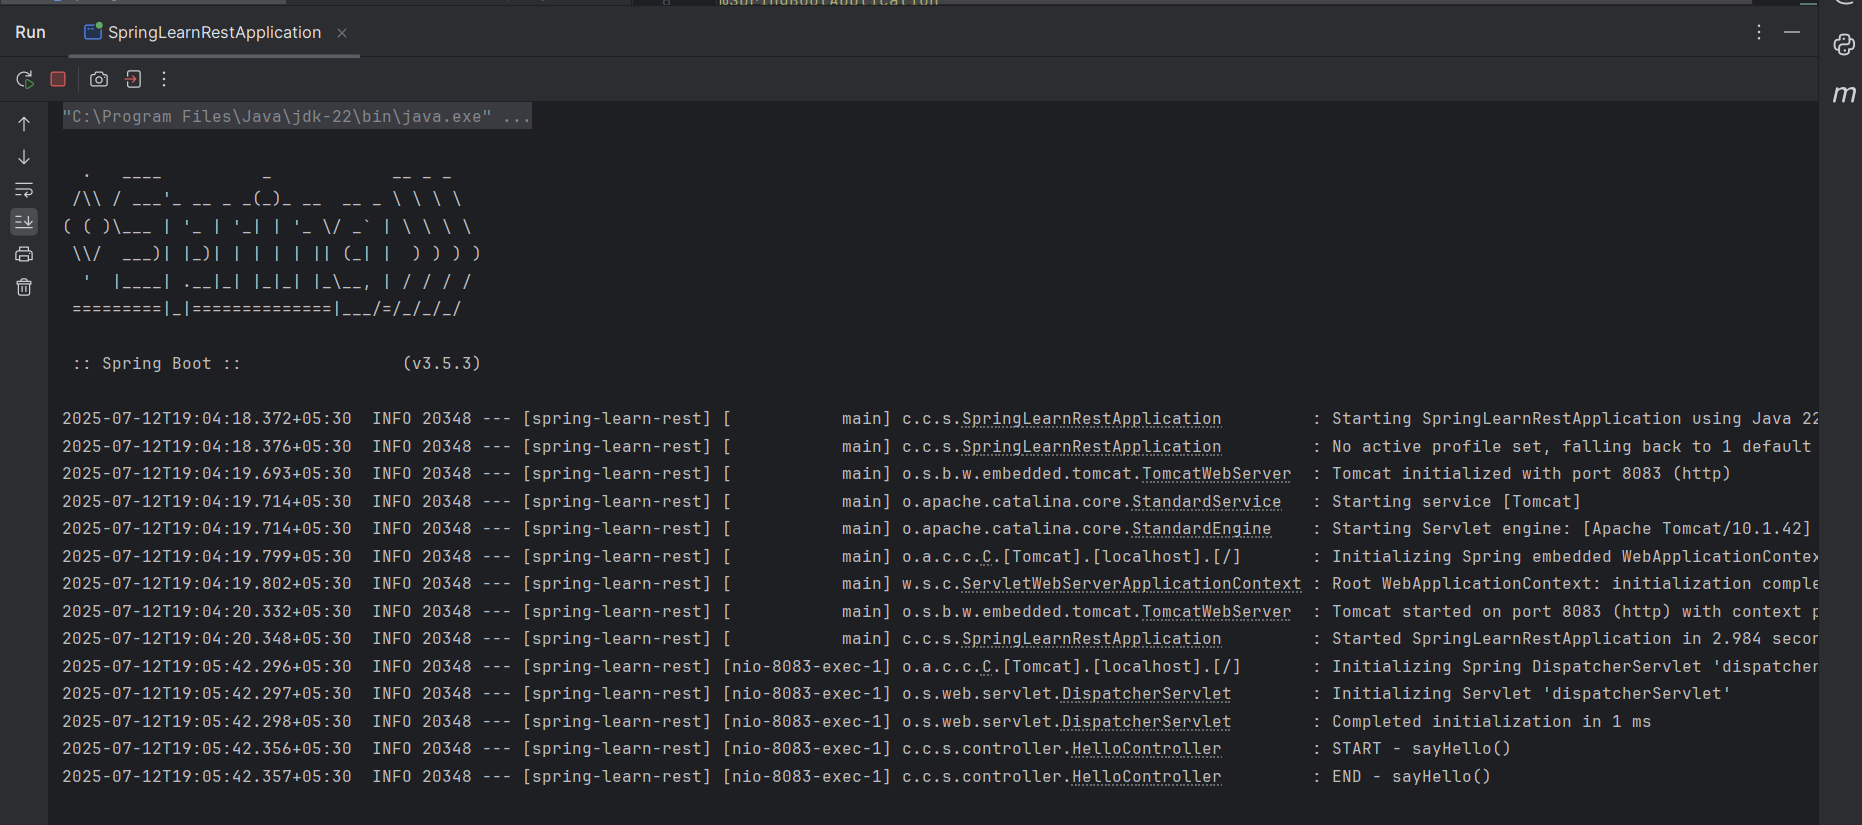 @SpringBootApplication
Run SpringLearnRestApplication
"C:\Program Files\Java\jdk-22\bin\java.exe" ...
  .   ____          _            __ _ _
 /\\ / ___'_ __ _ _(_)_ __  __ _ \ \ \ \
( ( )\___ | '_ | '_| | '_ \/ _` | \ \ \ \
 \\/  ___)| |_)| | | | | || (_| |  ) ) ) )
  '  |____| .__|_| |_|_| |_\__, | / / / /
 =========|_|==============|___/=/_/_/_/
 :: Spring Boot ::                (v3.5.3)
2025-07-12T19:04:18.372+05:30  INFO 20348 --- [spring-learn-rest] [           main] c.c.s.SpringLearnRestApplication         : Starting SpringLearnRestApplication using Java 22
2025-07-12T19:04:18.376+05:30  INFO 20348 --- [spring-learn-rest] [           main] c.c.s.SpringLearnRestApplication         : No active profile set, falling back to 1 default
2025-07-12T19:04:19.693+05:30  INFO 20348 --- [spring-learn-rest] [           main] o.s.b.w.embedded.tomcat.TomcatWebServer  : Tomcat initialized with port 8083 (http)
2025-07-12T19:04:19.714+05:30  INFO 20348 --- [spring-learn-rest] [           main] o.apache.catalina.core.StandardService   : Starting service [Tomcat]
2025-07-12T19:04:19.714+05:30  INFO 20348 --- [spring-learn-rest] [           main] o.apache.catalina.core.StandardEngine    : Starting Servlet engine: [Apache Tomcat/10.1.42]
2025-07-12T19:04:19.799+05:30  INFO 20348 --- [spring-learn-rest] [           main] o.a.c.c.C.[Tomcat].[localhost].[/]       : Initializing Spring embedded WebApplicationContex
2025-07-12T19:04:19.802+05:30  INFO 20348 --- [spring-learn-rest] [           main] w.s.c.ServletWebServerApplicationContext : Root WebApplicationContext: initialization comple
2025-07-12T19:04:20.332+05:30  INFO 20348 --- [spring-learn-rest] [           main] o.s.b.w.embedded.tomcat.TomcatWebServer  : Tomcat started on port 8083 (http) with context p
2025-07-12T19:04:20.348+05:30  INFO 20348 --- [spring-learn-rest] [           main] c.c.s.SpringLearnRestApplication         : Started SpringLearnRestApplication in 2.984 secon
2025-07-12T19:05:42.296+05:30  INFO 20348 --- [spring-learn-rest] [nio-8083-exec-1] o.a.c.c.C.[Tomcat].[localhost].[/]       : Initializing Spring DispatcherServlet 'dispatcher
2025-07-12T19:05:42.297+05:30  INFO 20348 --- [spring-learn-rest] [nio-8083-exec-1] o.s.web.servlet.DispatcherServlet        : Initializing Servlet 'dispatcherServlet'
2025-07-12T19:05:42.298+05:30  INFO 20348 --- [spring-learn-rest] [nio-8083-exec-1] o.s.web.servlet.DispatcherServlet        : Completed initialization in 1 ms
2025-07-12T19:05:42.356+05:30  INFO 20348 --- [spring-learn-rest] [nio-8083-exec-1] c.c.s.controller.HelloController         : START - sayHello()
2025-07-12T19:05:42.357+05:30  INFO 20348 --- [spring-learn-rest] [nio-8083-exec-1] c.c.s.controller.HelloController         : END - sayHello()